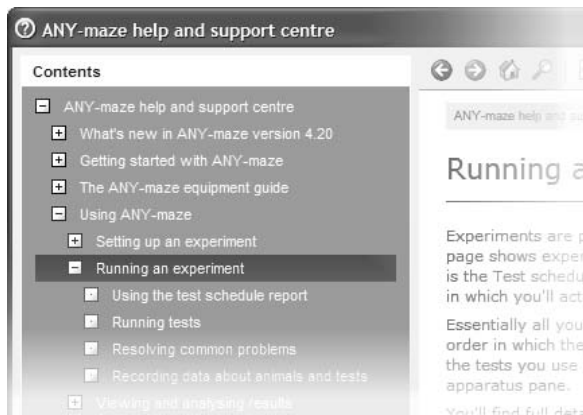 ANY-maze help and support centre
Contents
ANY-maze help and support centre
What's new in ANY-maze version 4.20
Getting started with ANY-maze
The ANY-maze equipment guide
Using ANY-maze
Setting up an experiment
Running an experiment
Using the test schedule report
Running tests
Resolving common problems
Recording data about animals and tests
Viewing and analysing results
ANY-maze help
Running
Experiments are
page shows
is the Test
in which you'll
Essentially all you
order in which the
the tests you use
apparatus pane.
You'll find full